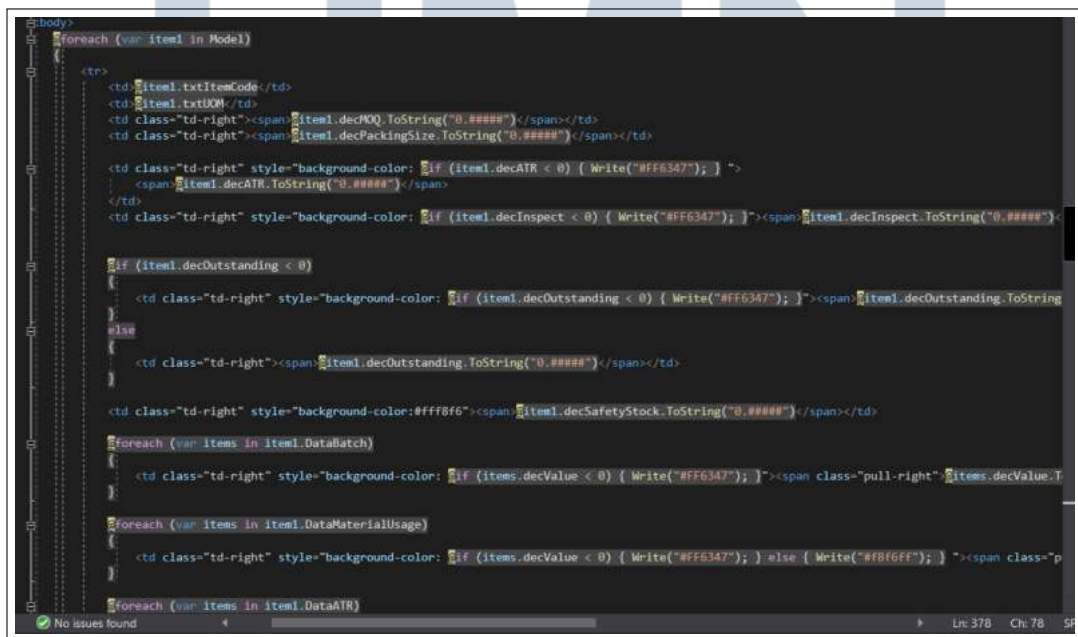 tbody>
@foreach (var item1 in Model)
{
<tr>
<td>@item1.txtItemCode</td>
<td>@item1.txtUOM</td>
<td class="td-right"><span>@item1.decMOQ.ToString("0.#####")</span></td>
<td class="td-right"><span>@item1.decPackingSize.ToString("0.#####")</span></td>
<td class="td-right" style="background-color: @if (item1.decATR < 0) { Write("#FF6347"); } ">
<span>@item1.decATR.ToString("0.#####")</span>
</td>
<td class="td-right" style="background-color: @if (item1.decInspect < 0) { Write("#FF6347"); }"><span>@item1.decInspect.ToString("0.#####")<
@if (item1.decOutstanding < 0)
{
<td class="td-right" style="background-color: @if (item1.decOutstanding < 0) { Write("#FF6347"); }"><span>@item1.decOutstanding.ToString
}
else
{
<td class="td-right"><span>@item1.decOutstanding.ToString("0.#####")</span></td>
}
<td class="td-right" style="background-color:#fff8f6"><span>@item1.decSafetyStock.ToString("0.#####")</span></td>
@foreach (var items in item1.DataBatch)
{
<td class="td-right" style="background-color: @if (items.decValue < 0) { Write("#FF6347"); }"><span class="pull-right">@items.decValue.T
}
@foreach (var items in item1.DataMaterialUsage)
{
<td class="td-right" style="background-color: @if (items.decValue < 0) { Write("#FF6347"); } else { Write("#f8f6ff"); } "><span class="p
}
@foreach (var items in item1.DataATR)
No issues found Ln: 378 Ch: 78 SP